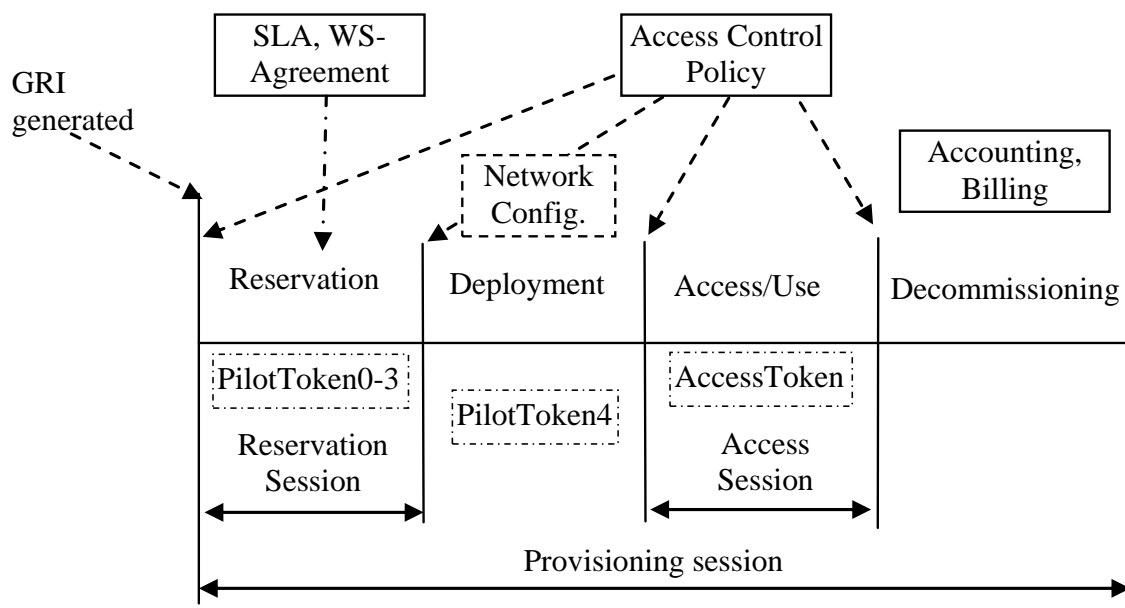 SLA, WS-
Agreement
Access Control
Policy
GRI
generated
Accounting,
Billing
Network
Config.
Reservation
Deployment
Access/Use
Decommissioning
PilotToken0-3
PilotToken4
AccessToken
Reservation
Session
Access
Session
Provisioning session